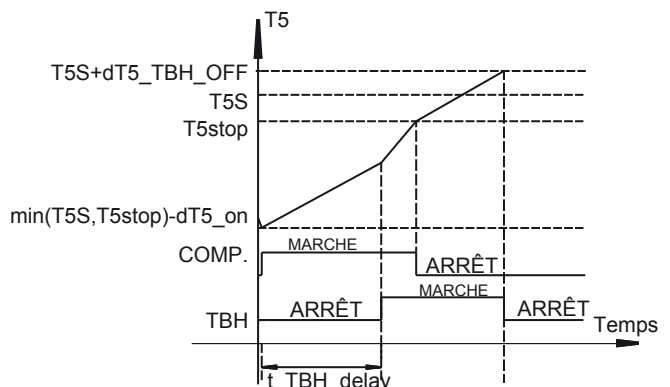 T5
T5S+dT5_TBH_OFF
T5S
T5stop
min(T5S,T5stop)-dT5_on
COMP.
MARCHE
ARRÊT
TBH
ARRÊT
MARCHE
ARRÊT
Temps
t_TBH_delay